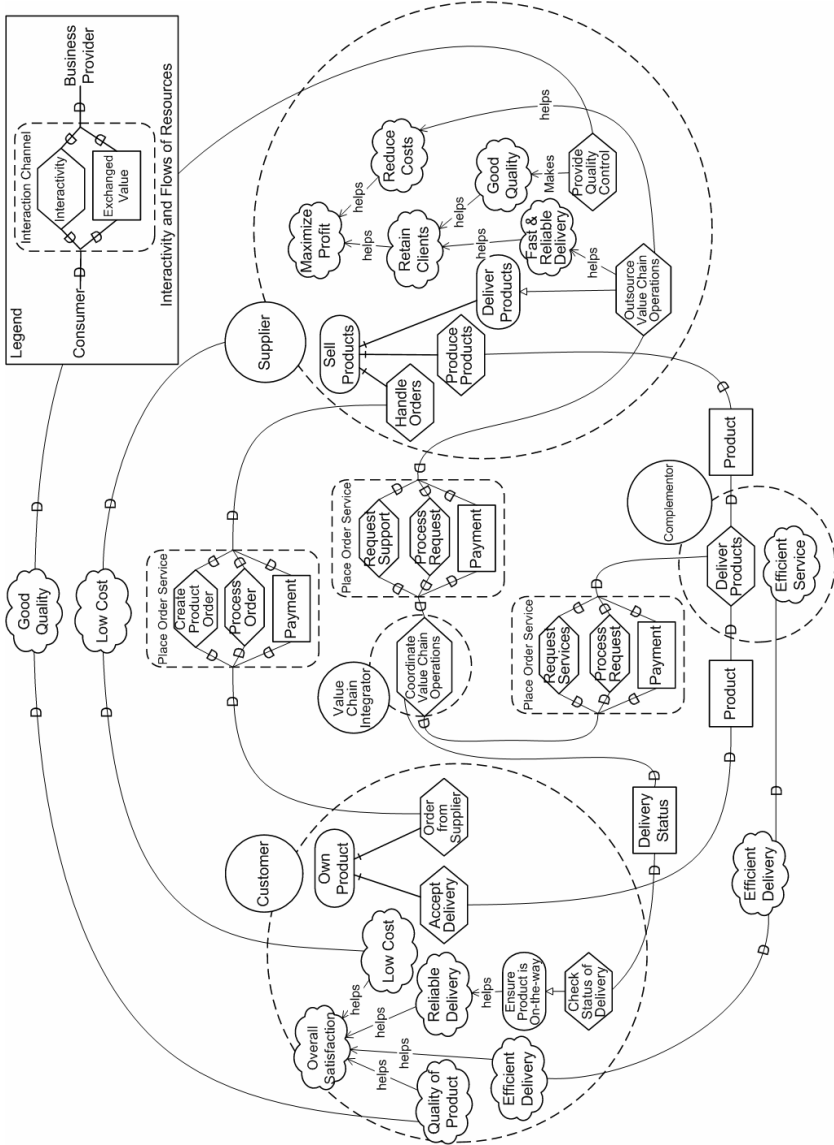 Legend
Interaction Channel
Consumer
Interactivity
Exchanged Value
Business
Provider
Interactivity and Flows of Resources
Good
Quality
Low Cost
Customer
Overall
Satisfaction
helps
helps
helps
helps
Quality of
Product
Efficient
Delivery
Reliable
Delivery
Low Cost
helps
Ensure
Product is
On-the-way
Check
Status of
Delivery
Own
Product
Accept
Delivery
Order
from
Supplier
Place Order Service
Create
Product
Order
Process
Order
Payment
Value
Chain
Integrator
Coordinate
Value Chain
Operations
Place Order Service
Request
Support
Process
Request
Payment
Place Order Service
Request
Services
Process
Request
Payment
Supplier
Sell
Products
Handle
Orders
Produce
Products
Deliver
Products
Maximize
Profit
helps
helps
Retain
Clients
Reduce
Costs
helps
helps
Fast &
Reliable
Delivery
Good
Quality
helps
Makes
helps
Outsource
Value Chain
Operations
Provide
Quality
Control
Delivery
Status
Product
Product
Complementor
Deliver
Products
Efficient
Service
Efficient
Delivery